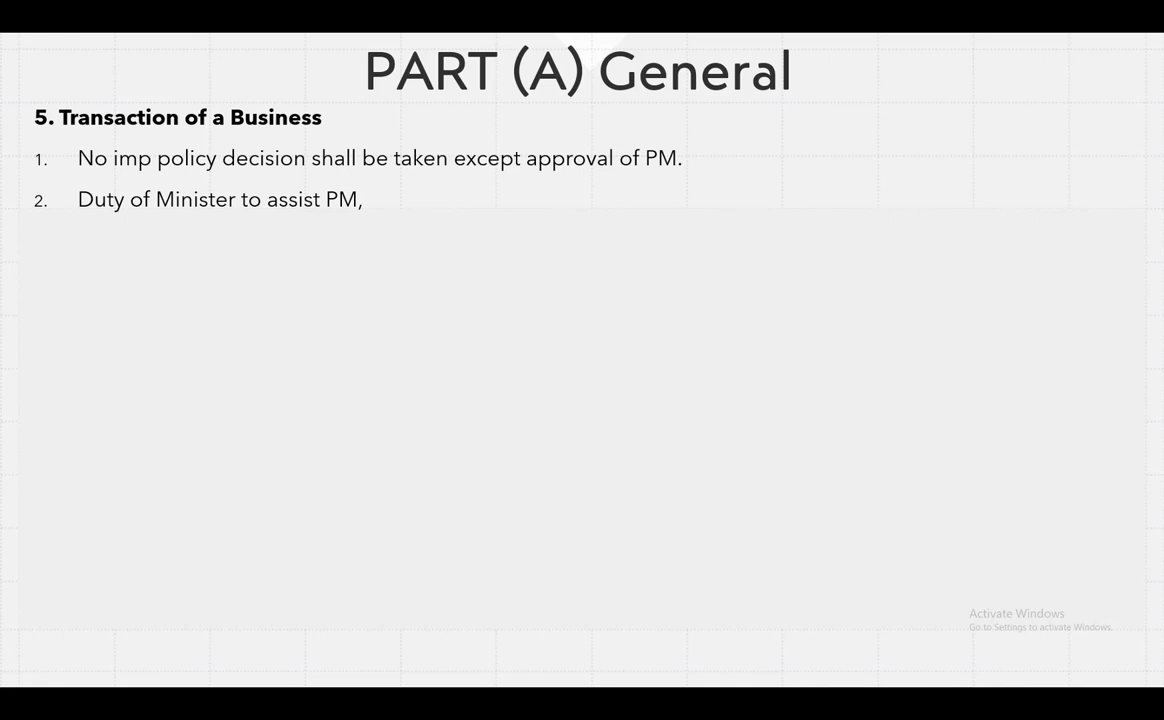 PART (A) General
5. Transaction of a Business
1. No imp policy decision shall be taken except approval of PM.
2. Duty of Minister to assist PM,
Activate Windows
Go to Settings to activate Windows.